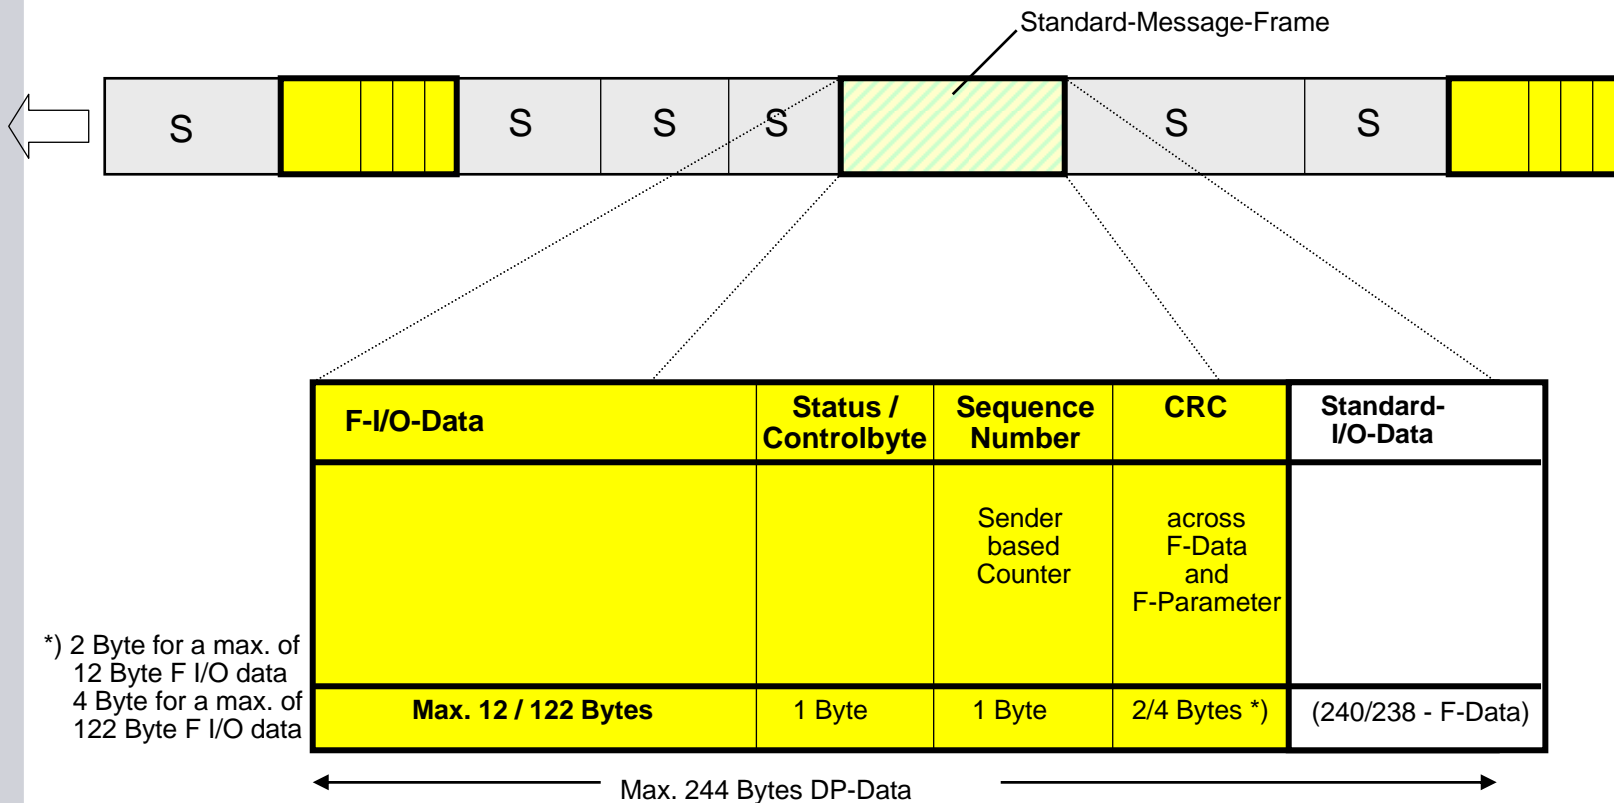 Standard-Message-Frame
S
S
S
S
S
S
F-I/O-Data
Status /
Controlbyte
Sequence
Number
CRC
Standard-
I/O-Data
Sender
based
Counter
across
F-Data
and
F-Parameter
*) 2 Byte for a max. of
12 Byte F I/O data
4 Byte for a max. of
122 Byte F I/O data
Max. 12 / 122 Bytes
1 Byte
1 Byte
2/4 Bytes *)
(240/238 - F-Data)
Max. 244 Bytes DP-Data